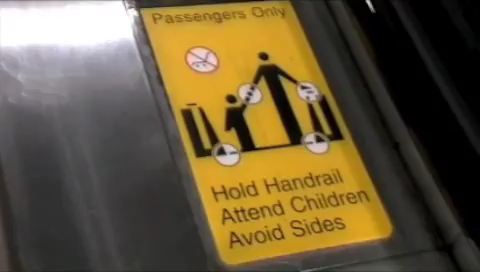 Passengers Only
Hold Handrail
Attend Children
Avoid Sides